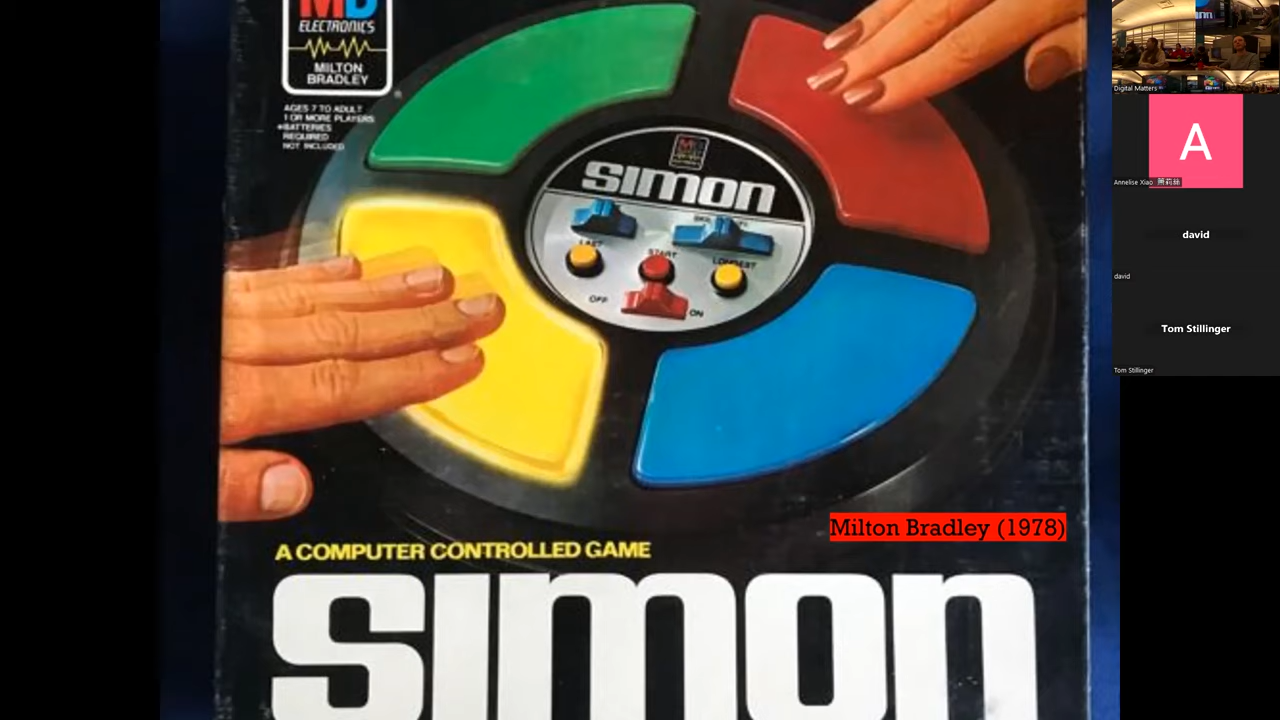 MB
ELECTRONICS
MILTON
BRADLEY
AGES 7 TO ADULT
1 OR MORE PLAYERS
BATTERIES
REQUIRED
NOT INCLUDED
simon
LAST
START
LONGEST
OFF
ON
Milton Bradley (1978)
A COMPUTER CONTROLLED GAME
simon
Digital Matters
A
Annelise Xiao
david
david
Tom Stillinger
Tom Stillinger